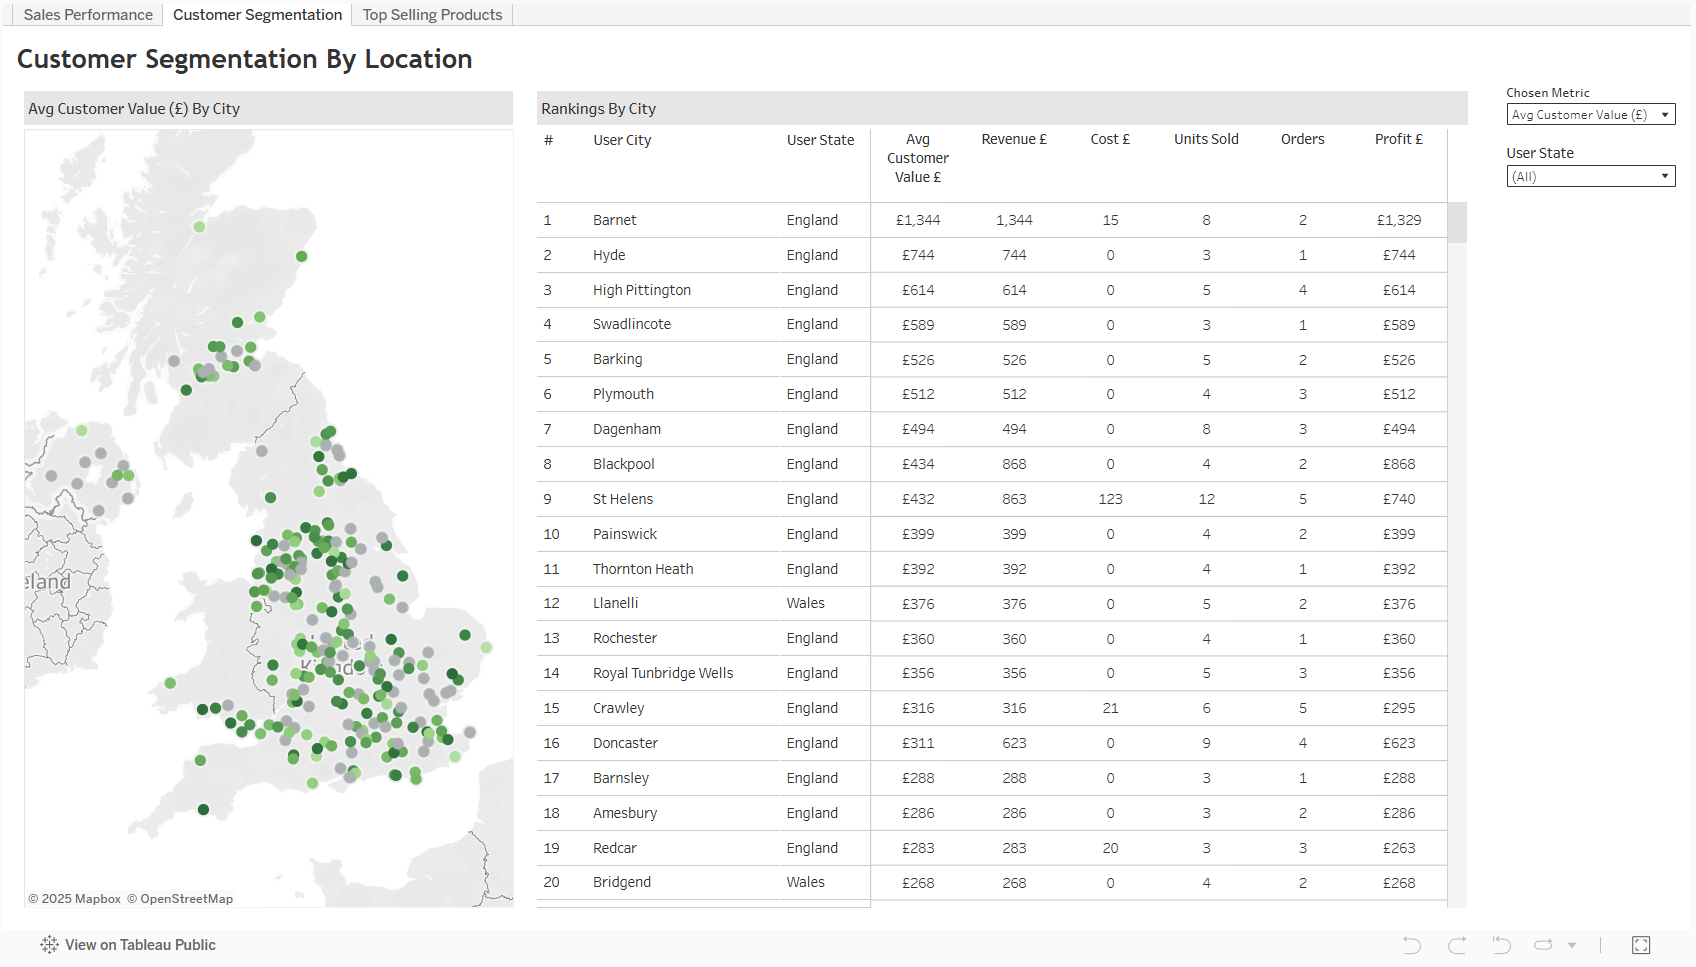 Sales Performance
Customer Segmentation
Top Selling Products
Customer Segmentation By Location
Avg Customer Value (£) By City
eland
© 2025 Mapbox © OpenStreetMap
Rankings By City
# User City User State Avg Customer Value £ Revenue £ Cost £ Units Sold Orders Profit £
1 Barnet England £1,344 1,344 15 8 2 £1,329
2 Hyde England £744 744 0 3 1 £744
3 High Pittington England £614 614 0 5 4 £614
4 Swadlincote England £589 589 0 3 1 £589
5 Barking England £526 526 0 5 2 £526
6 Plymouth England £512 512 0 4 3 £512
7 Dagenham England £494 494 0 8 3 £494
8 Blackpool England £434 868 0 4 2 £868
9 St Helens England £432 863 123 12 5 £740
10 Painswick England £399 399 0 4 2 £399
11 Thornton Heath England £392 392 0 4 1 £392
12 Llanelli Wales £376 376 0 5 2 £376
13 Rochester England £360 360 0 4 1 £360
14 Royal Tunbridge Wells England £356 356 0 5 3 £356
15 Crawley England £316 316 21 6 5 £295
16 Doncaster England £311 623 0 9 4 £623
17 Barnsley England £288 288 0 3 1 £288
18 Amesbury England £286 286 0 3 2 £286
19 Redcar England £283 283 20 3 3 £263
20 Bridgend Wales £268 268 0 4 2 £268
Chosen Metric
Avg Customer Value (£)
User State
(All)
View on Tableau Public